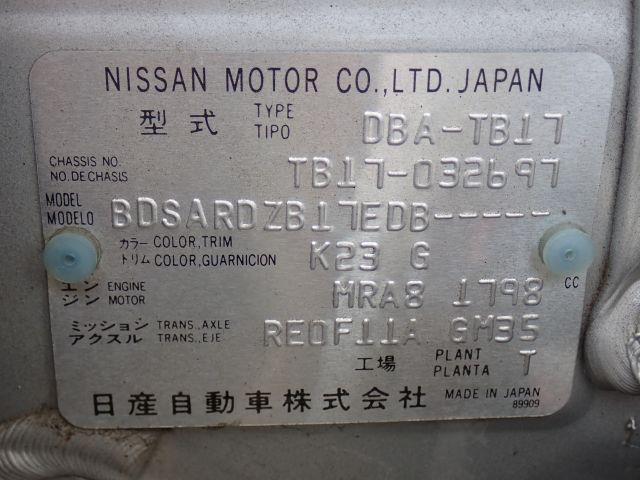 NISSAN MOTOR CO.,LTD. JAPAN
型式 TYPE TIPO DBA-TB17
CHASSIS NO. NO. DE CHASIS TB17-032697
MODEL MODELO BDSARDZB17EDB-----
カラー COLOR, TRIM K23 G
トリム COLOR, GUARNICION
エン ENGINE MRA8 1798 CC
ジン MOTOR
ミッション TRANS., AXLE RE0F11A GM35
アクスル TRANS., EJE
工場 PLANT PLANTA T
日産自動車株式会社 MADE IN JAPAN
89909